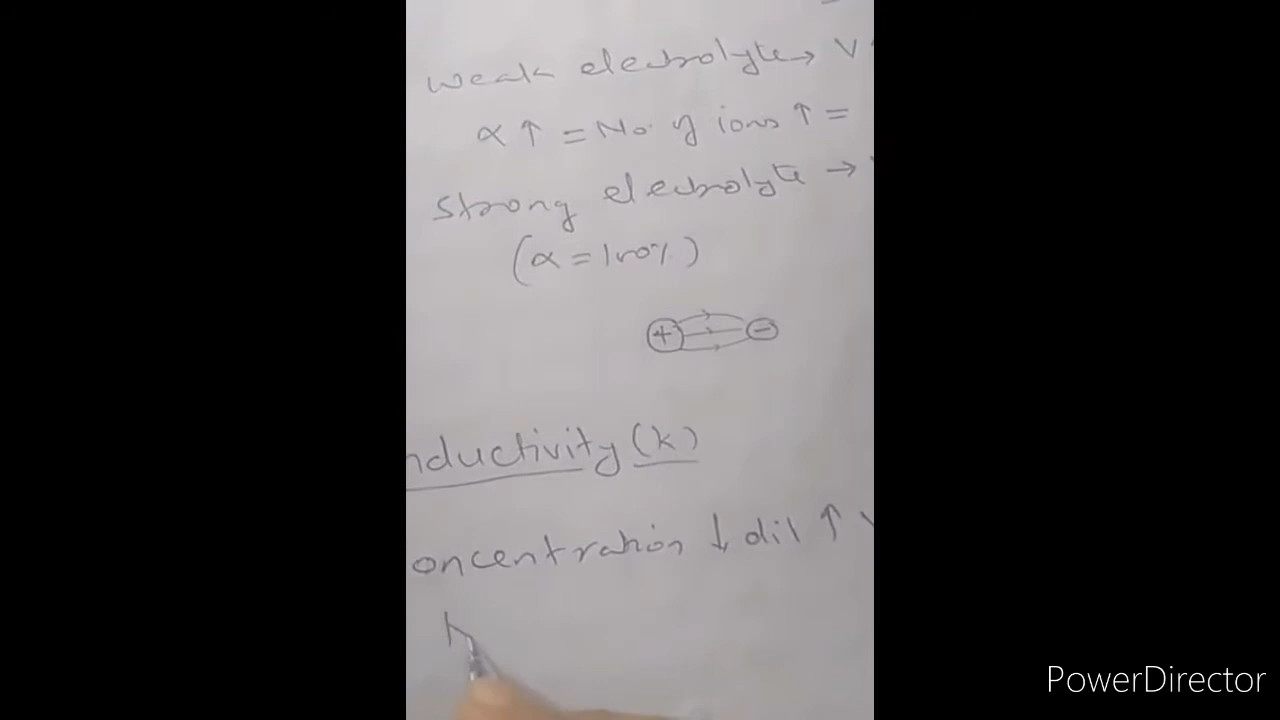 weak electrolyte → V
α ↑ = No. of ions ↑ =
strong electrolyte →
(α = 100%)
+ −
nductivity (k)
oncentration ↓ dil ↑
PowerDirector